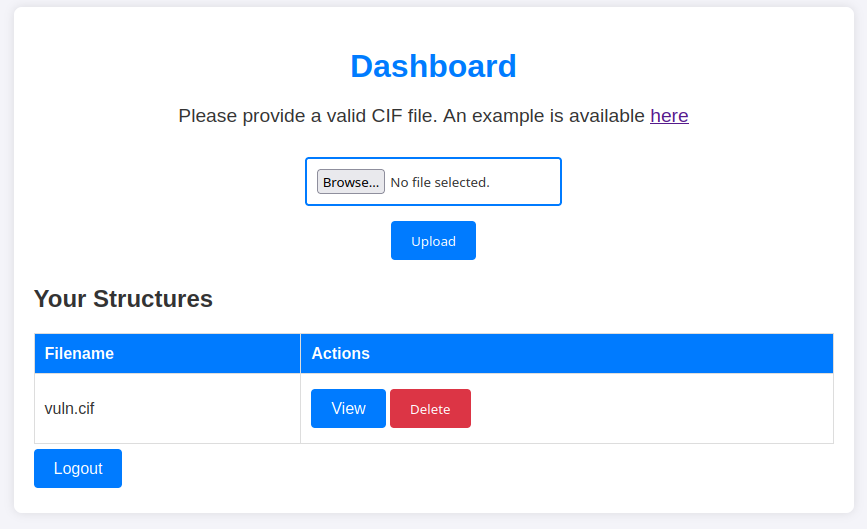 Dashboard
Please provide a valid CIF file. An example is available here
Browse... No file selected.
Upload
Your Structures
Filename Actions
vuln.cif View Delete
Logout